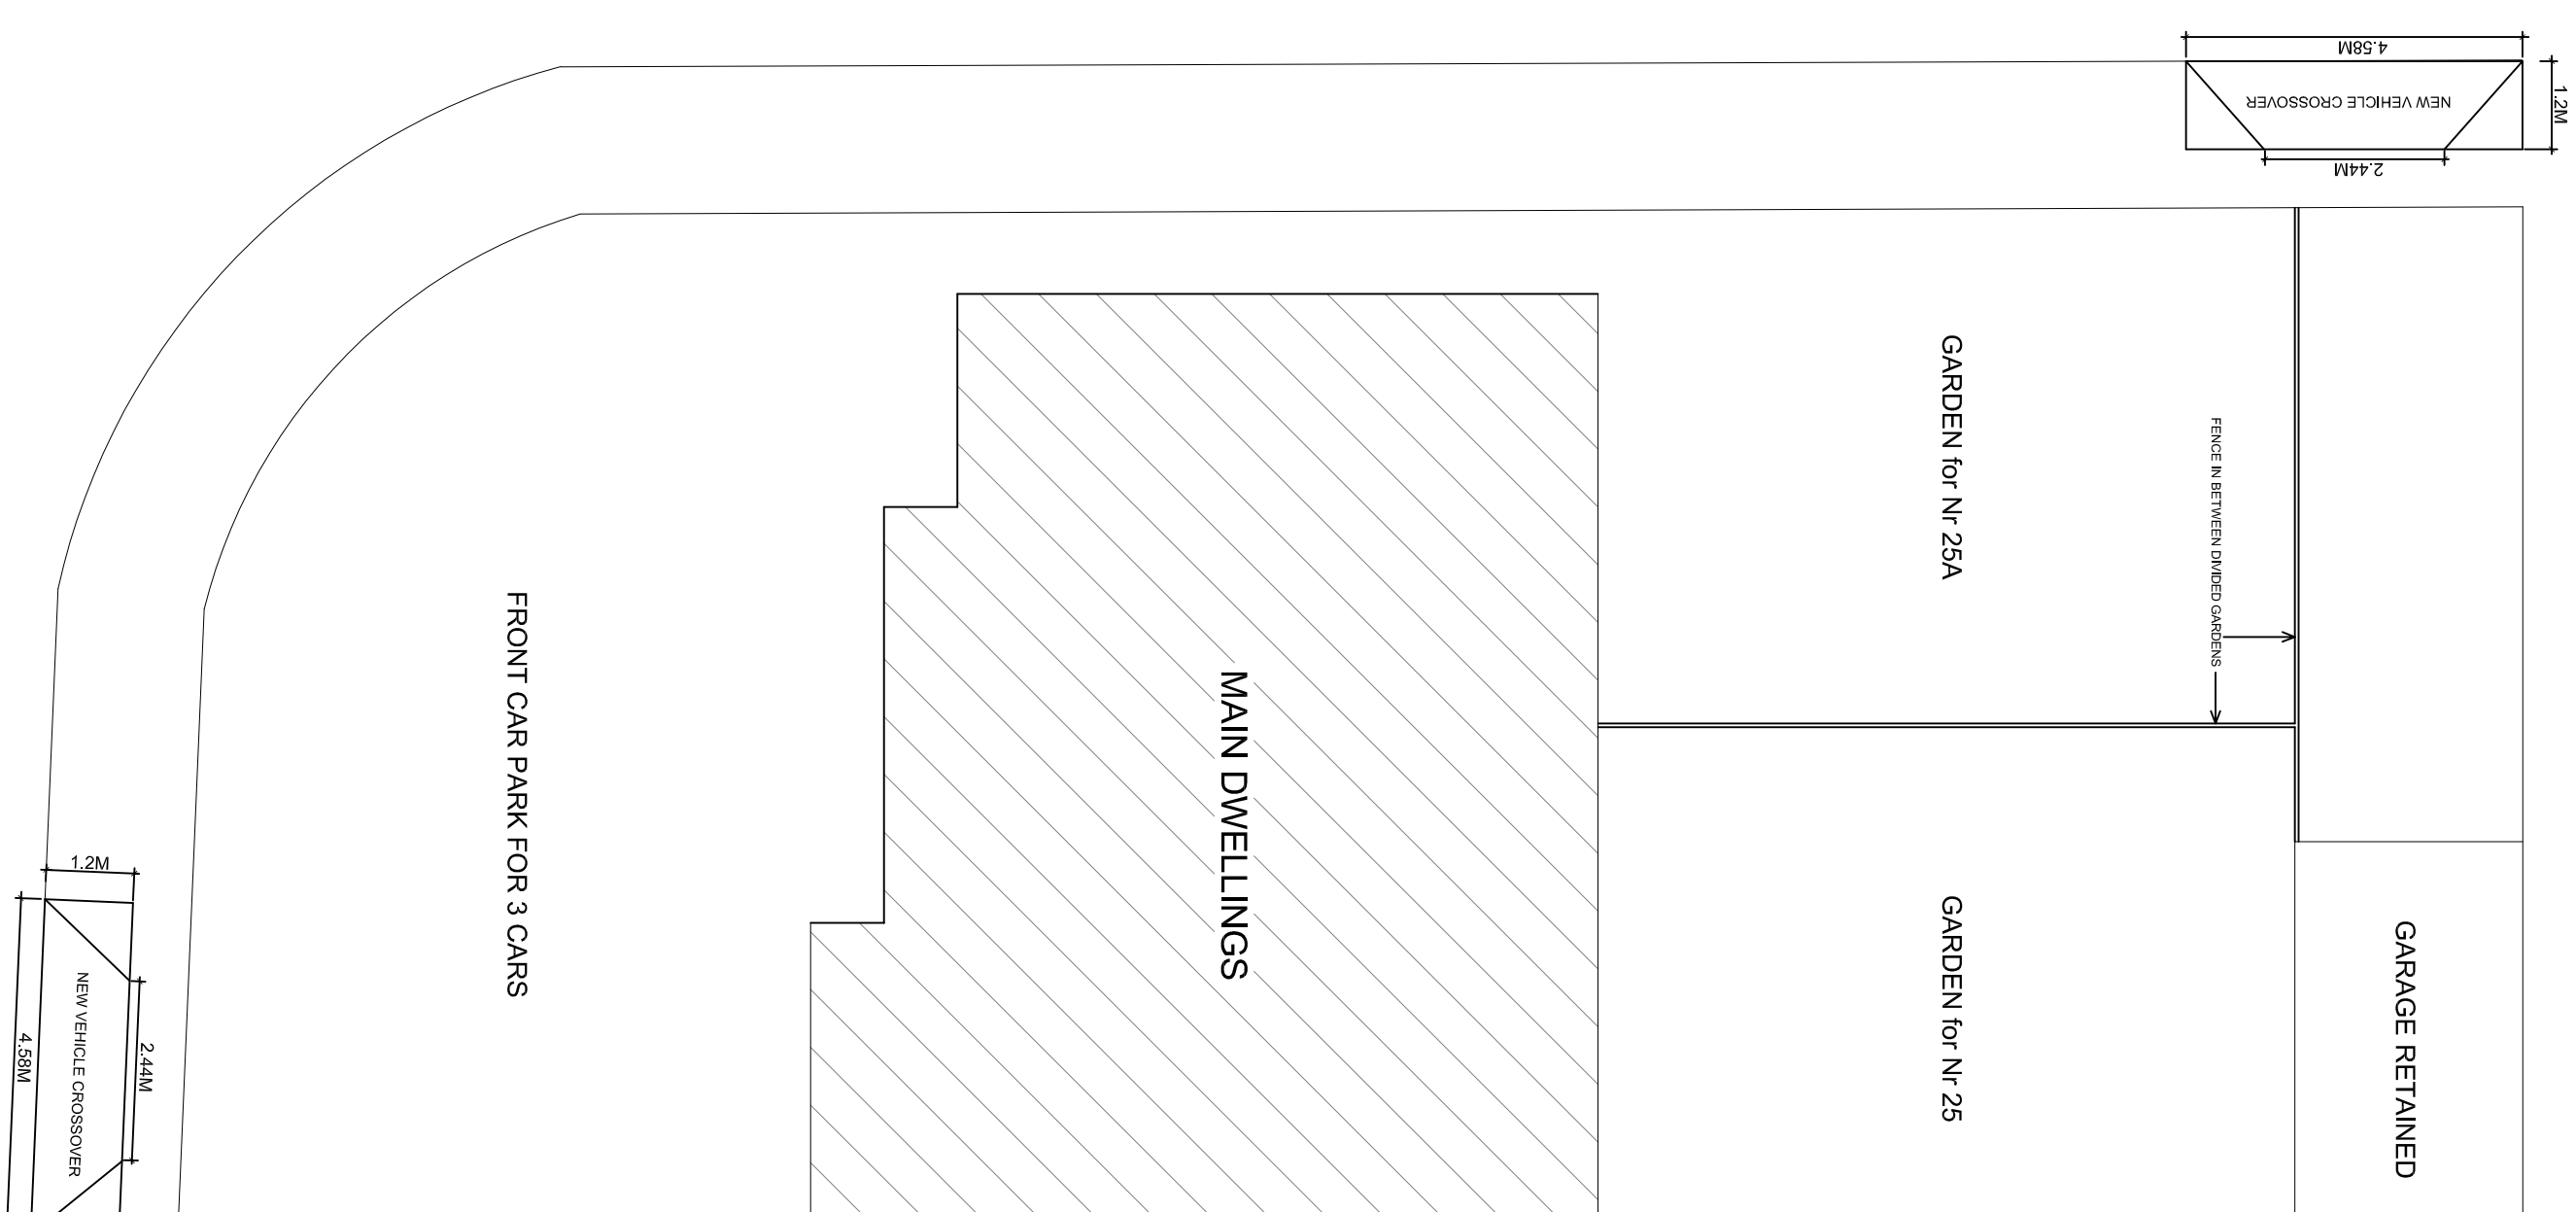 4.58M
1.2M
NEW VEHICLE CROSSOVER
2.44M
GARDEN for Nr 25A
FENCE IN BETWEEN DIVIDED GARDENS
FRONT CAR PARK FOR 3 CARS
MAIN DWELLINGS
GARDEN for Nr 25
GARAGE RETAINED
1.2M
NEW VEHICLE CROSSOVER
2.44M
4.58M